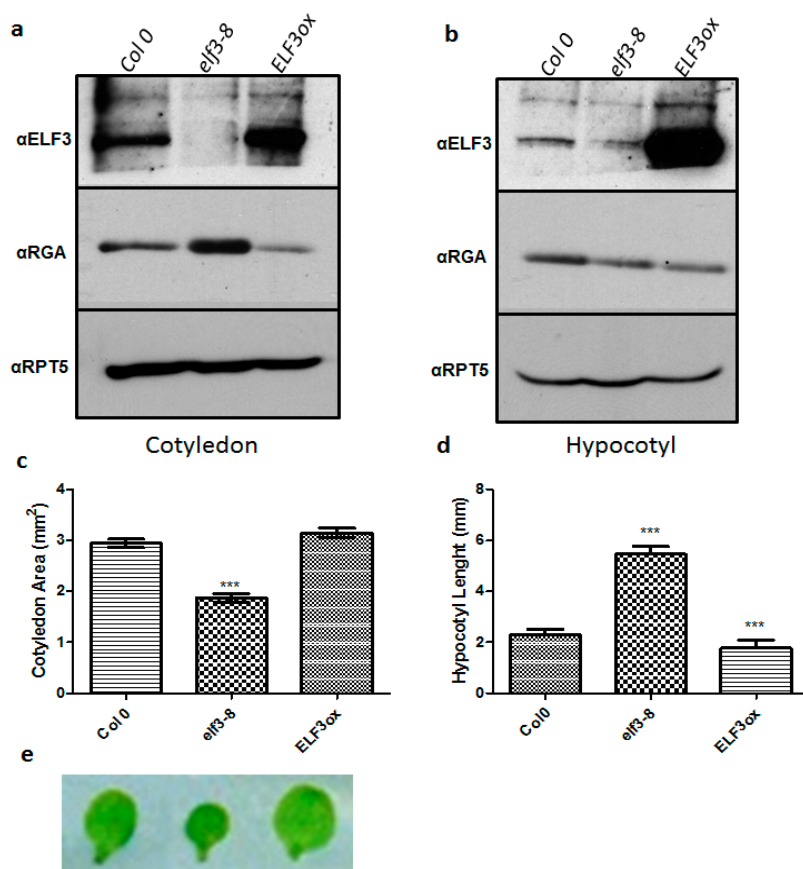 a
Col 0 elf3-8 ELF3ox
αELF3
αRGA
αRPT5
Cotyledon
b
Col 0 elf3-8 ELF3ox
αELF3
αRGA
αRPT5
Hypocotyl
c
Cotyledon Area (mm²)
4
3
2
1
0
***
Col 0 elf3-8 ELF3ox
d
Hypocotyl Lenght (mm)
8
6
4
2
0
***
***
Col0 elf3-8 ELF3ox
e